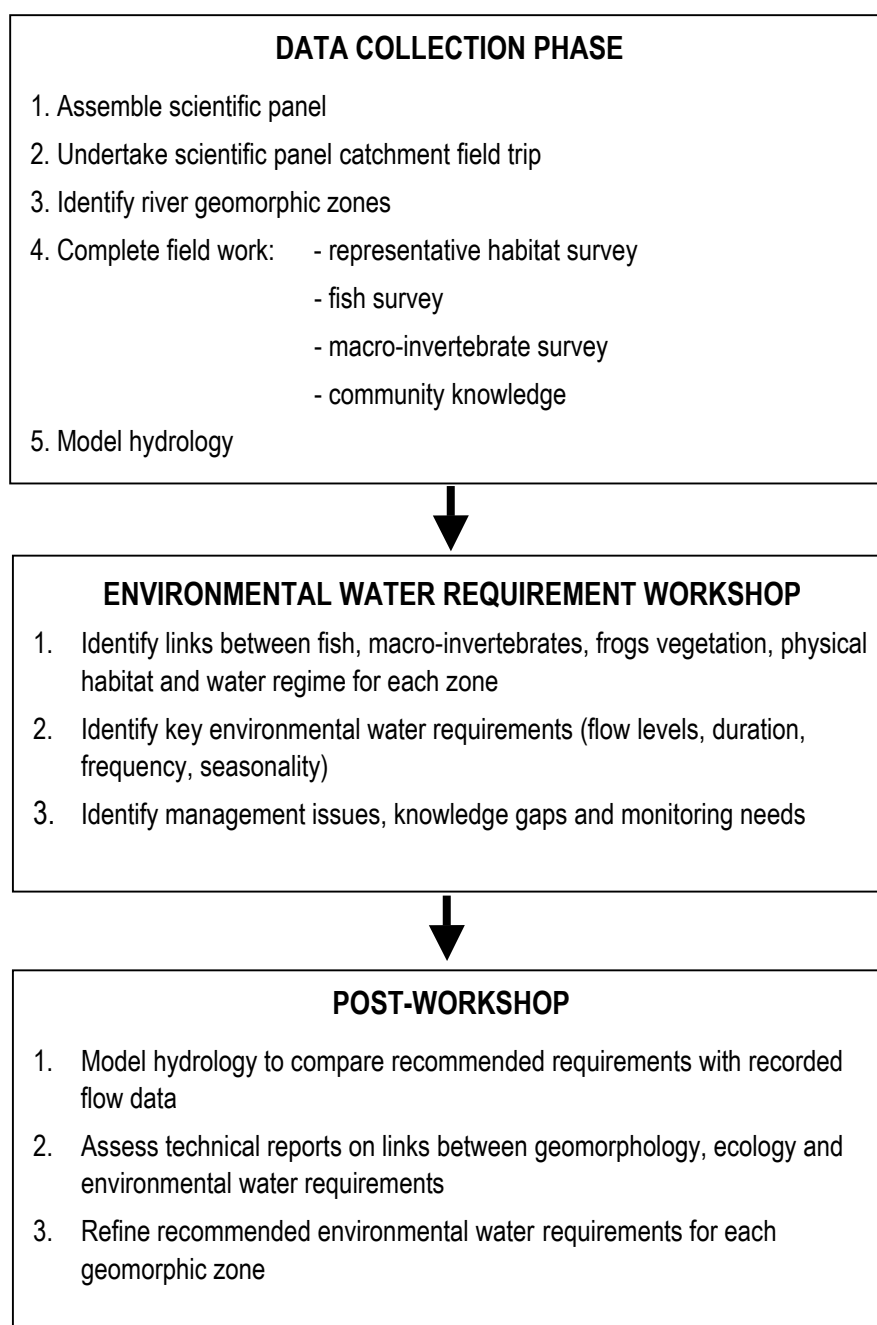 DATA COLLECTION PHASE
1. Assemble scientific panel
2. Undertake scientific panel catchment field trip
3. Identify river geomorphic zones
4. Complete field work: - representative habitat survey
- fish survey
- macro-invertebrate survey
- community knowledge
5. Model hydrology
ENVIRONMENTAL WATER REQUIREMENT WORKSHOP
1. Identify links between fish, macro-invertebrates, frogs vegetation, physical
habitat and water regime for each zone
2. Identify key environmental water requirements (flow levels, duration,
frequency, seasonality)
3. Identify management issues, knowledge gaps and monitoring needs
POST-WORKSHOP
1. Model hydrology to compare recommended requirements with recorded
flow data
2. Assess technical reports on links between geomorphology, ecology and
environmental water requirements
3. Refine recommended environmental water requirements for each
geomorphic zone